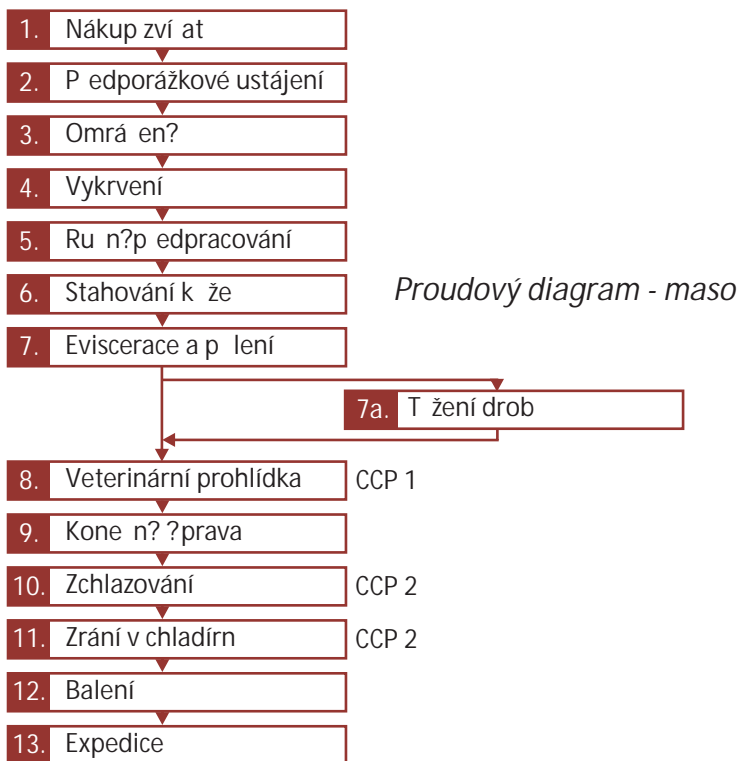 1. Nákup zví at
2. P edporážkové ustájení
3. Omrá en?
4. Vykrvení
5. Ru n?p edpracování
6. Stahování k že
Proudový diagram - maso
7. Eviscerace a p lení
7a. T žení drob
8. Veterinární prohlídka CCP 1
9. Kone n? ?prava
10. Zchlazování CCP 2
11. Zrání v chladírn CCP 2
12. Balení
13. Expedice